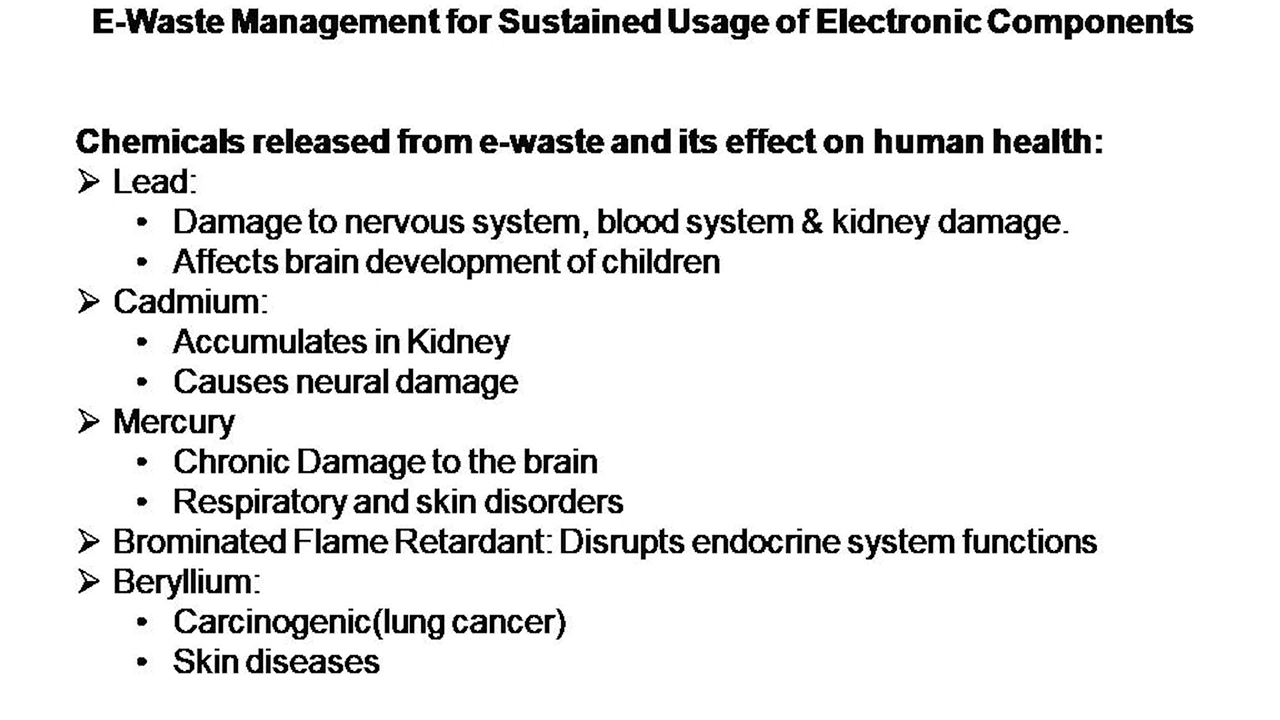 E-Waste Management for Sustained Usage of Electronic Components
Chemicals released from e-waste and its effect on human health:
➢ Lead:
• Damage to nervous system, blood system & kidney damage.
• Affects brain development of children
➢ Cadmium:
• Accumulates in Kidney
• Causes neural damage
➢ Mercury
• Chronic Damage to the brain
• Respiratory and skin disorders
➢ Brominated Flame Retardant: Disrupts endocrine system functions
➢ Beryllium:
• Carcinogenic(lung cancer)
• Skin diseases